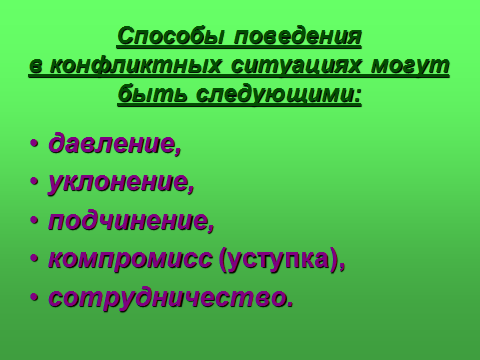 Способы поведения
в конфликтных ситуациях могут
быть следующими:
• давление,
• уклонение,
• подчинение,
• компромисс (уступка),
• сотрудничество.